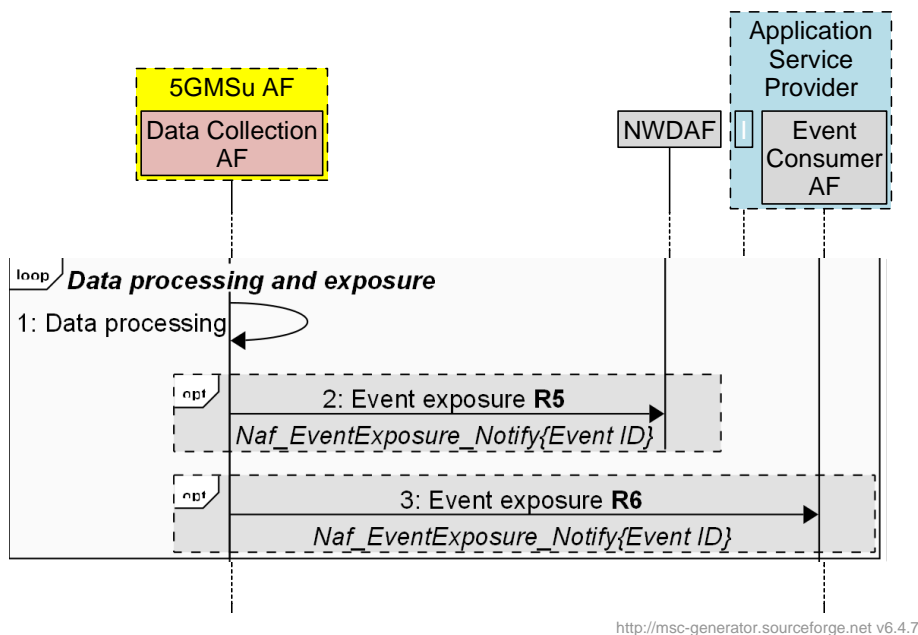 5GMSu AF
Data Collection
AF
NWDAF
Application
Service
Provider
I
Event
Consumer
AF
loop
Data processing and exposure
1: Data processing
opt
2: Event exposure R5
Naf_EventExposure_Notify{Event ID}
opt
3: Event exposure R6
Naf_EventExposure_Notify{Event ID}
http://msc-generator.sourceforge.net v6.4.7